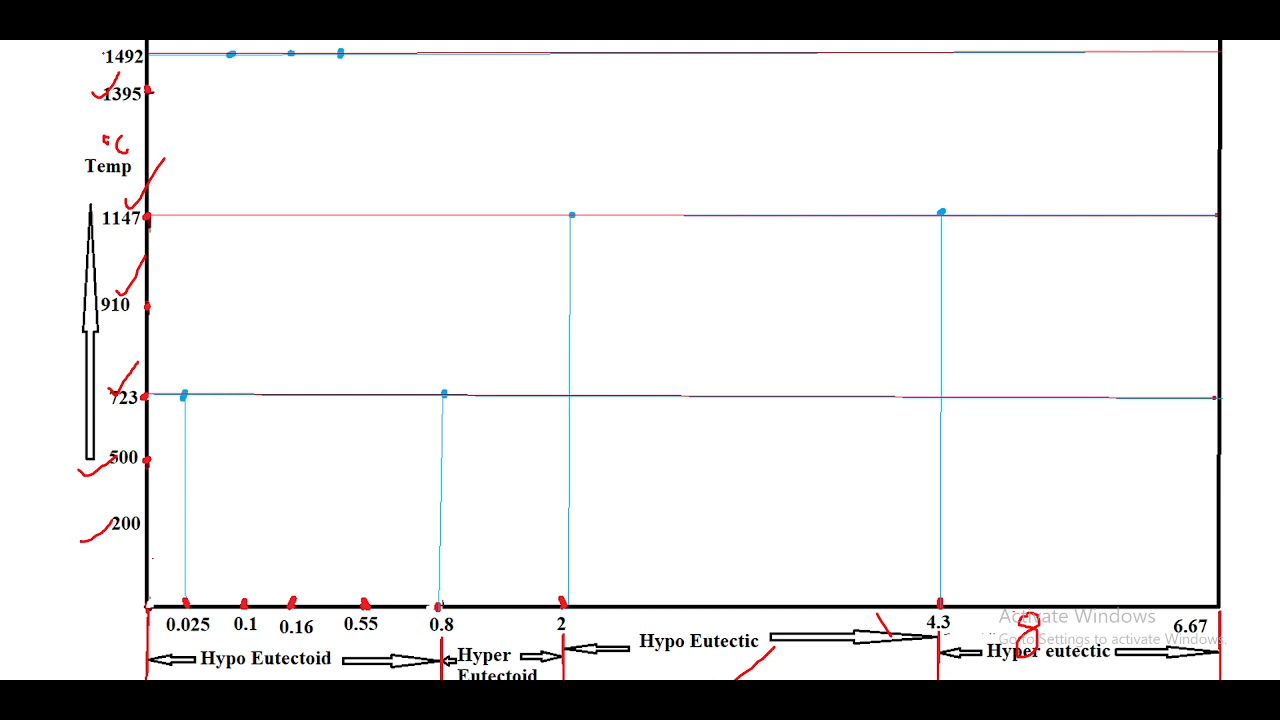 1492
1395
°C
Temp
1147
910
723
500
200
0.025 0.1 0.16 0.55 0.8 2 4.3 6.67
Activate Windows
Go to Settings to activate Windows.
Hypo Eutectoid
Hyper
Eutectoid
Hypo Eutectic
Hyper eutectic